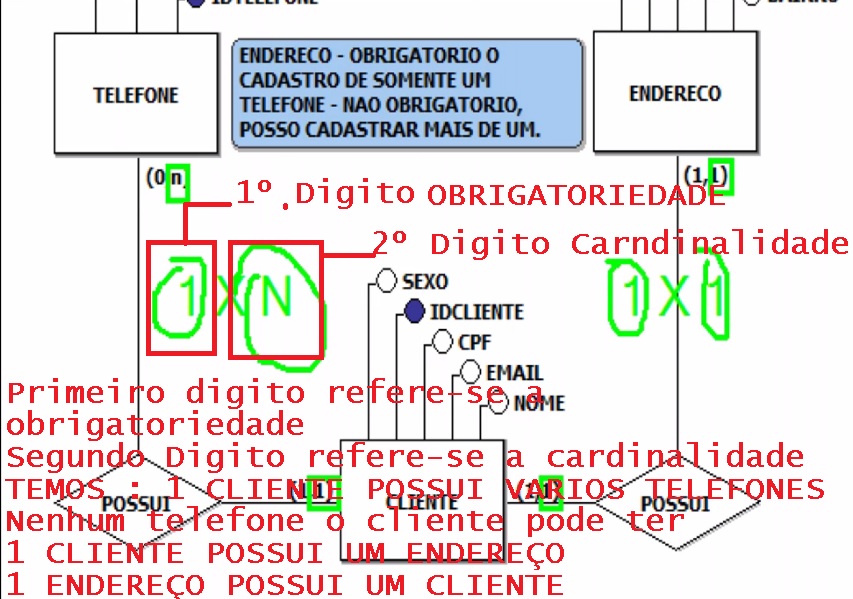 IDTELEFONE
BAIRRO
TELEFONE
ENDERECO - OBRIGATORIO O
CADASTRO DE SOMENTE UM
TELEFONE - NAO OBRIGATORIO,
POSSO CADASTRAR MAIS DE UM.
ENDERECO
(0,n)
(1,1)
1º.Digito OBRIGATORIEDADE
2º Digito Carndinalidade
1 X N
1 X 1
SEXO
IDCLIENTE
CPF
EMAIL
NOME
Primeiro digito refere-se a
obrigatoriedade
Segundo Digito refere-se a cardinalidade
TEMOS : 1 CLIENTE POSSUI VARIOS TELEFONES
POSSUI
(1,1)
CLIENTE
(1,1)
POSSUI
Nenhum telefone o cliente pode ter
1 CLIENTE POSSUI UM ENDEREÇO
1 ENDEREÇO POSSUI UM CLIENTE